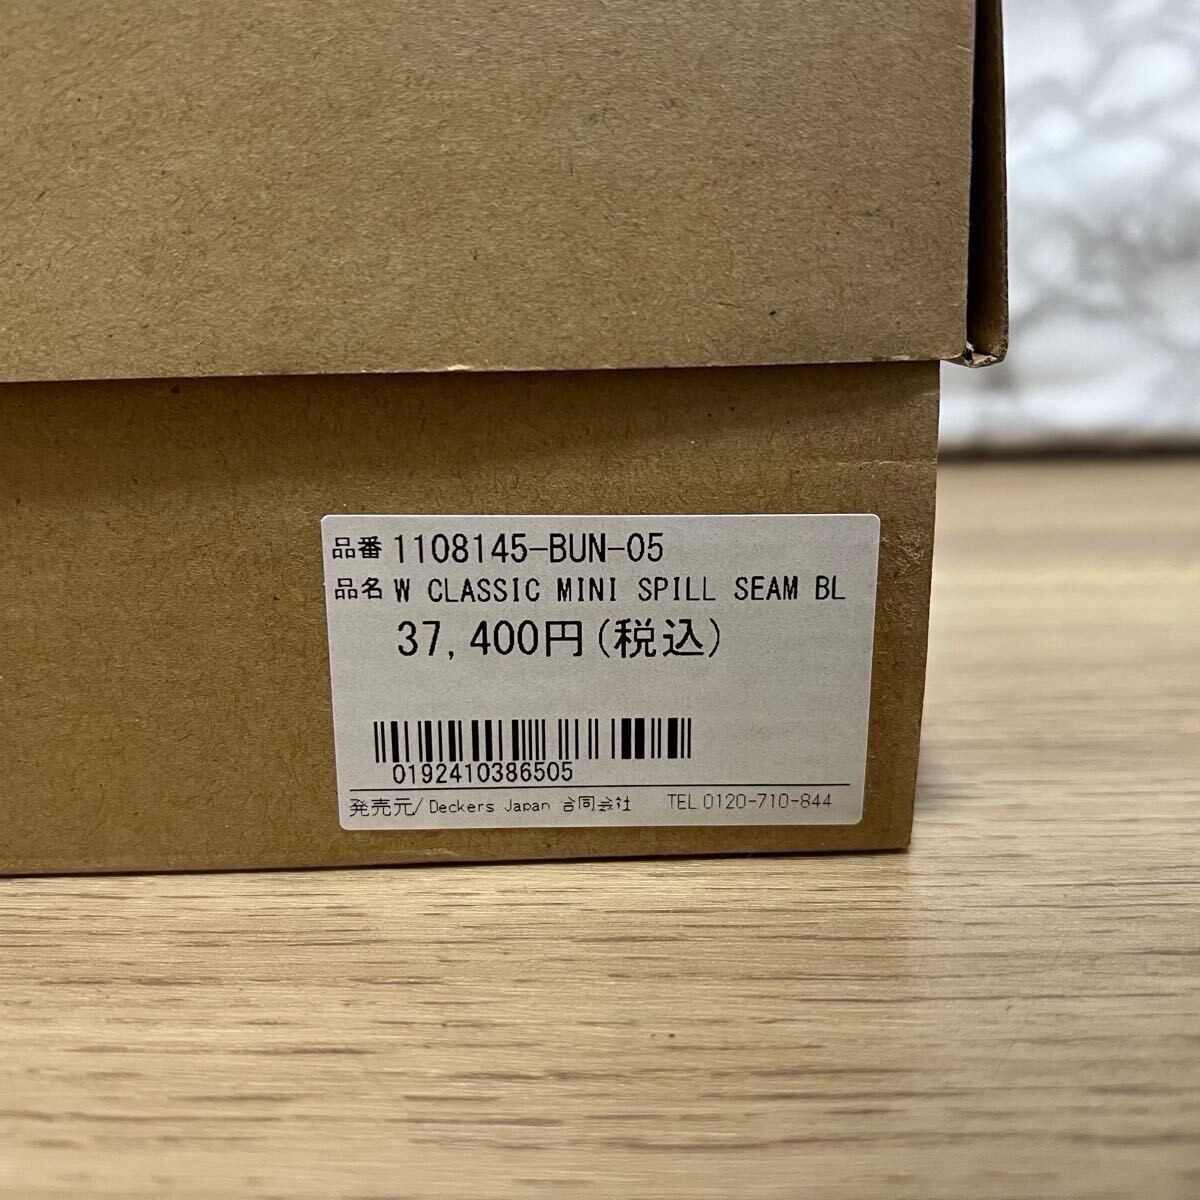 品番 1108145-BUN-05
品名 W CLASSIC MINI SPILL SEAM BL
37,400円(税込)
0192410386505
発売元/Deckers Japan 合同会社 TEL 0120-710-844